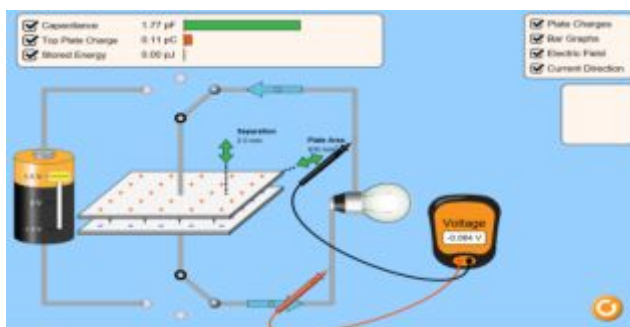 Capacitance 1.77 pF
Top Plate Charge 0.11 pC
Stored Energy 0.00 pJ
Plate Charges
Bar Graphs
Electric Field
Current Direction
Separation
Plate Area
Voltage
-0.064 V